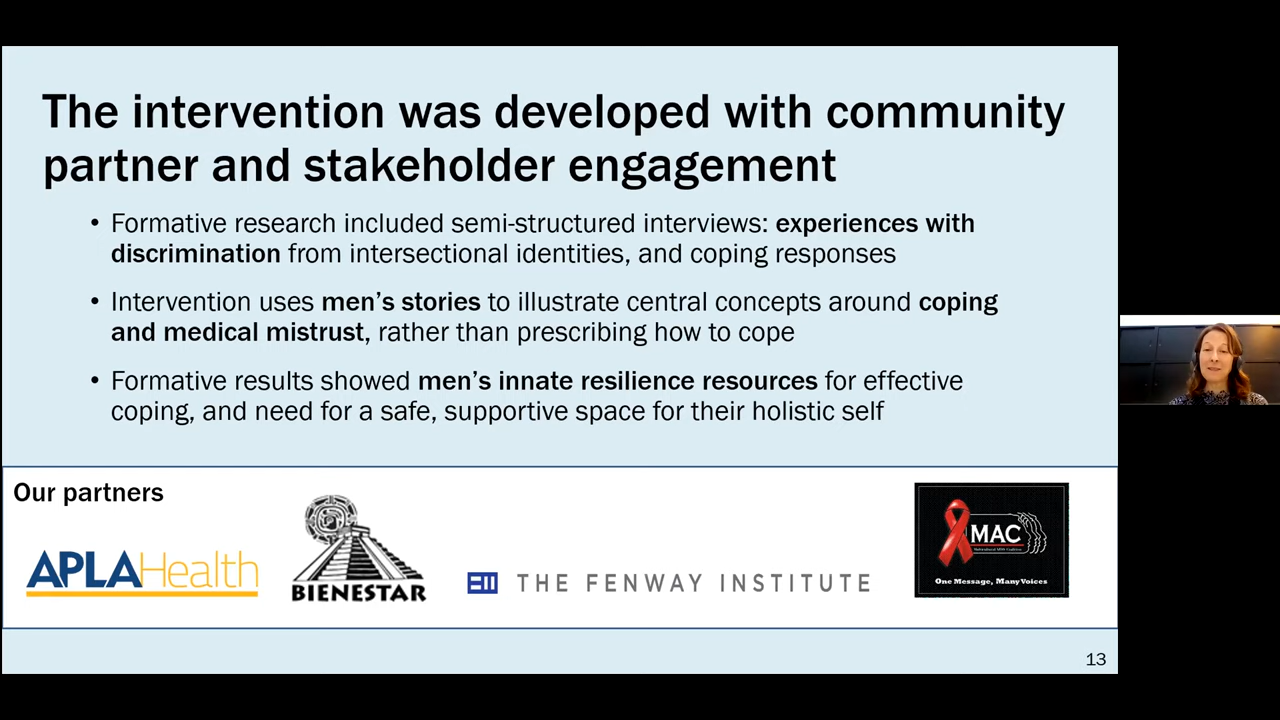 The intervention was developed with community
partner and stakeholder engagement
• Formative research included semi-structured interviews: experiences with
discrimination from intersectional identities, and coping responses
• Intervention uses men’s stories to illustrate central concepts around coping
and medical mistrust, rather than prescribing how to cope
• Formative results showed men’s innate resilience resources for effective
coping, and need for a safe, supportive space for their holistic self
Our partners
APLAHealth
BIENESTAR
THE FENWAY INSTITUTE
MAC
Multicultural AIDS Coalition
One Message, Many Voices
13